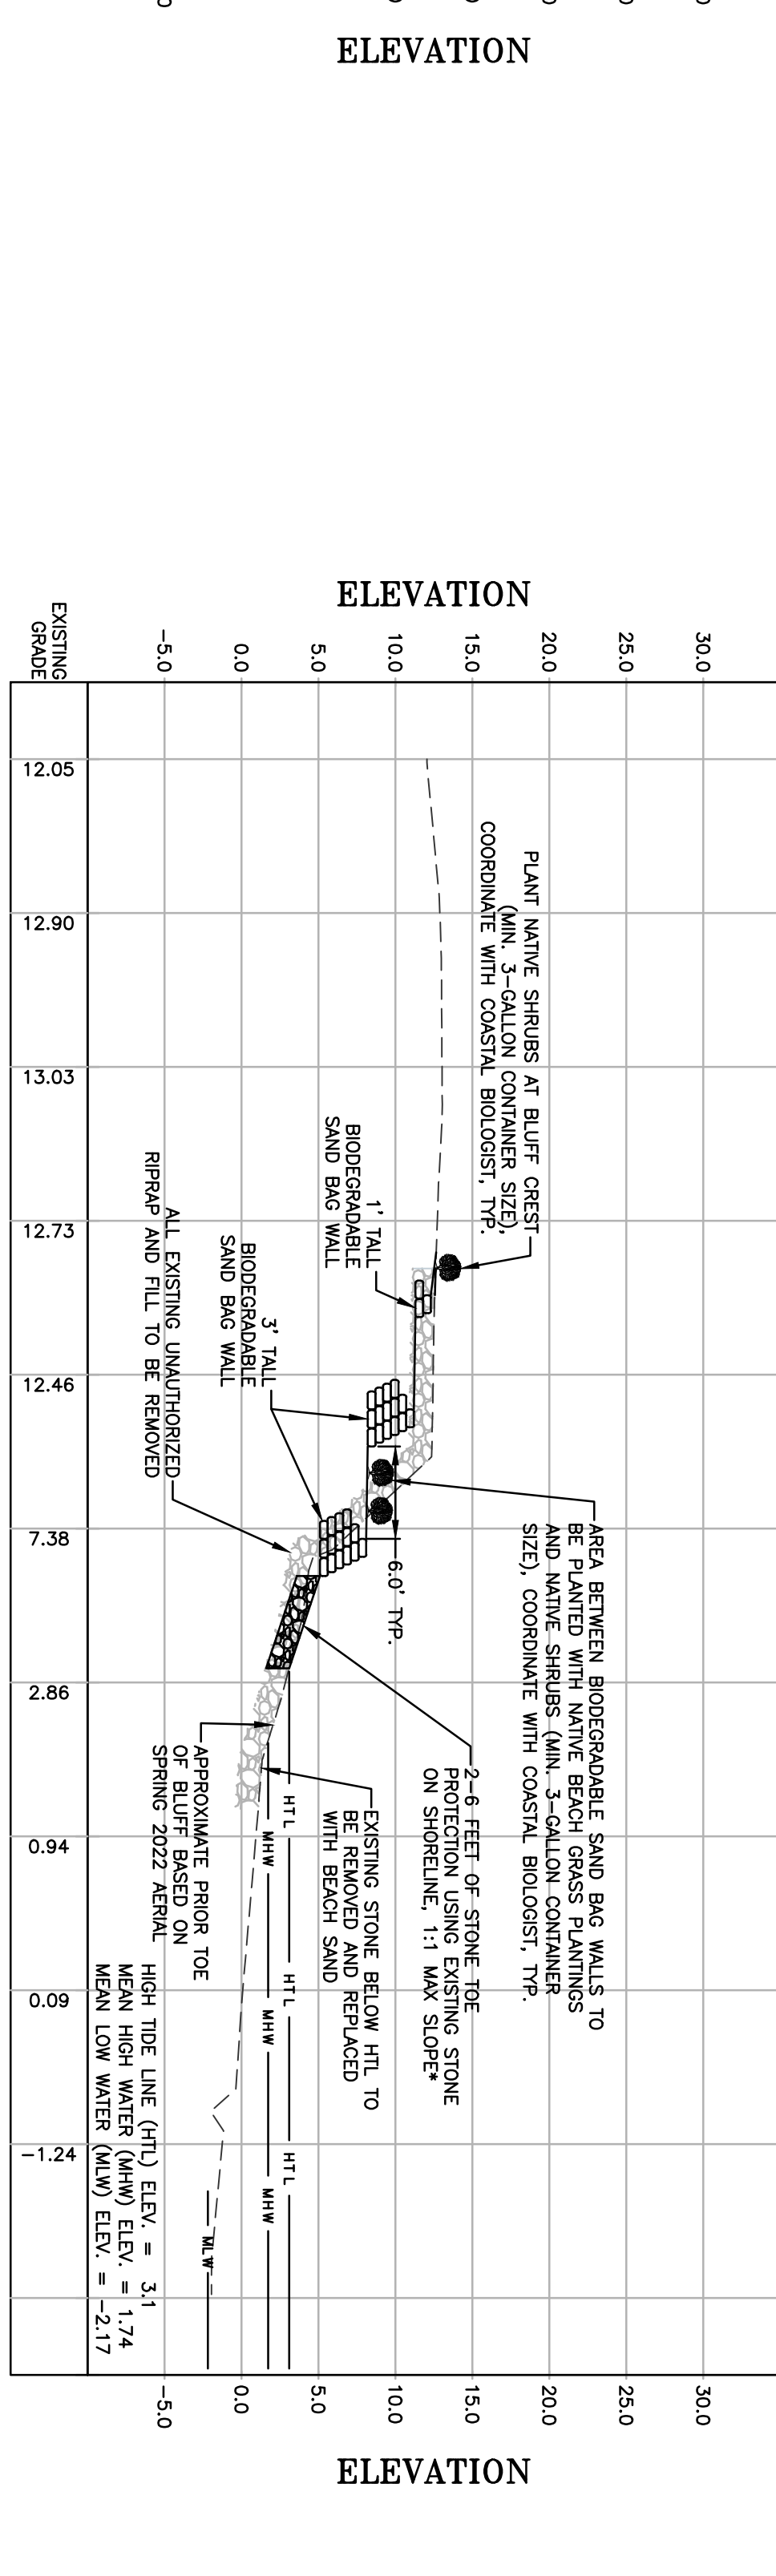 ELEVATION
ELEVATION
30.0
25.0
20.0
15.0
10.0
5.0
0.0
-5.0
EXISTING
GRADE
PLANT NATIVE SHRUBS AT BLUFF CREST
(MIN. 3-GALLON CONTAINER SIZE),
COORDINATE WITH COASTAL BIOLOGIST, TYP.
1' TALL
BIODEGRADABLE
SAND BAG WALL
3' TALL
BIODEGRADABLE
SAND BAG WALL
ALL EXISTING UNAUTHORIZED
RIPRAP AND FILL TO BE REMOVED
AREA BETWEEN BIODEGRADABLE SAND BAG WALLS TO
BE PLANTED WITH NATIVE BEACH GRASS PLANTINGS
AND NATIVE SHRUBS (MIN. 3-GALLON CONTAINER
SIZE), COORDINATE WITH COASTAL BIOLOGIST, TYP.
6.0' TYP.
2-6 FEET OF STONE TOE
PROTECTION USING EXISTING STONE
ON SHORELINE, 1:1 MAX SLOPE*
EXISTING STONE BELOW HTL TO
BE REMOVED AND REPLACED
WITH BEACH SAND
HTL
HTL
HTL
MHW
MHW
MHW
MLW
APPROXIMATE PRIOR TOE
OF BLUFF BASED ON
SPRING 2022 AERIAL
HIGH TIDE LINE (HTL) ELEV. = 3.1
MEAN HIGH WATER (MHW) ELEV. = 1.74
MEAN LOW WATER (MLW) ELEV. = -2.17
12.05
12.90
13.03
12.73
12.46
7.38
2.86
0.94
0.09
-1.24
30.0
25.0
20.0
15.0
10.0
5.0
0.0
-5.0
ELEVATION